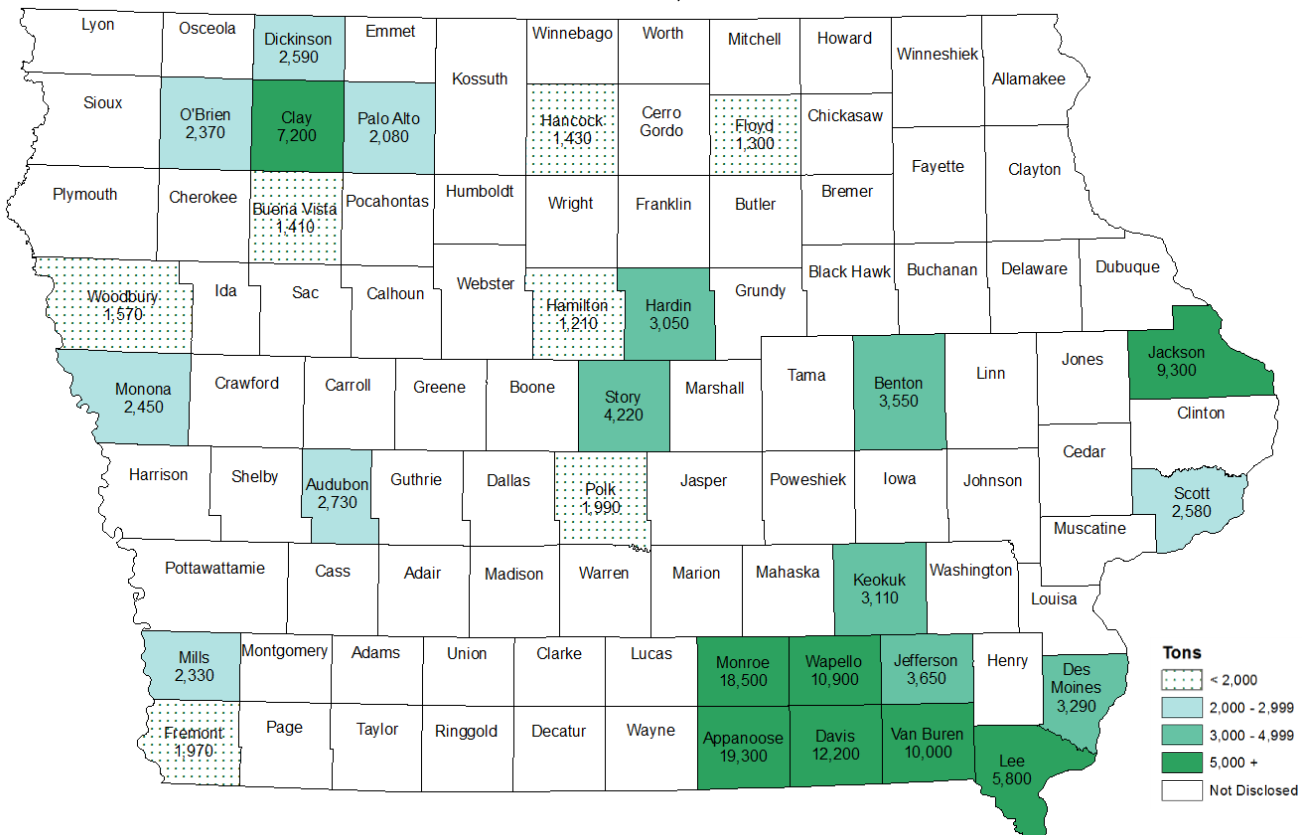 Lyon
Osceola
Dickinson
2,590
Emmet
Kossuth
Winnebago
Worth
Mitchell
Howard
Winneshiek
Allamakee
Sioux
O'Brien
2,370
Clay
7,200
Palo Alto
2,080
Hancock
1,430
Cerro
Gordo
Floyd
1,300
Chickasaw
Fayette
Clayton
Plymouth
Cherokee
Buena Vista
1,410
Pocahontas
Humboldt
Wright
Franklin
Butler
Bremer
Woodbury
1,570
Ida
Sac
Calhoun
Webster
Hamilton
1,210
Hardin
3,050
Grundy
Black Hawk
Buchanan
Delaware
Dubuque
Monona
2,450
Crawford
Carroll
Greene
Boone
Story
4,220
Marshall
Tama
Benton
3,550
Linn
Jones
Jackson
9,300
Clinton
Harrison
Shelby
Audubon
2,730
Guthrie
Dallas
Polk
1,990
Jasper
Poweshiek
Iowa
Johnson
Cedar
Scott
2,580
Muscatine
Pottawattamie
Cass
Adair
Madison
Warren
Marion
Mahaska
Keokuk
3,110
Washington
Louisa
Mills
2,330
Montgomery
Adams
Union
Clarke
Lucas
Monroe
18,500
Wapello
10,900
Jefferson
3,650
Henry
Des
Moines
3,290
Fremont
1,970
Page
Taylor
Ringgold
Decatur
Wayne
Appanoose
19,300
Davis
12,200
Van Buren
10,000
Lee
5,800
Tons
< 2,000
2,000 - 2,999
3,000 - 4,999
5,000 +
Not Disclosed